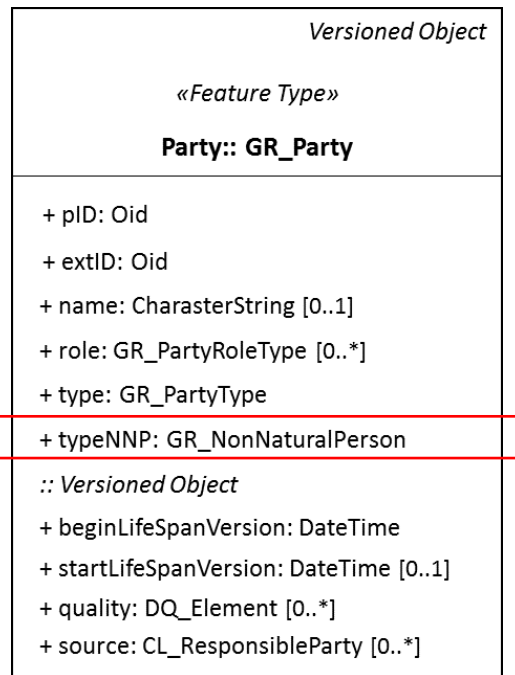 Versioned Object
«Feature Type»
Party:: GR_Party
+ pID: Oid
+ extID: Oid
+ name: CharasterString [0..1]
+ role: GR_PartyRoleType [0..*]
+ type: GR_PartyType
+ typeNNP: GR_NonNaturalPerson
:: Versioned Object
+ beginLifeSpanVersion: DateTime
+ startLifeSpanVersion: DateTime [0..1]
+ quality: DQ_Element [0..*]
+ source: CL_ResponsibleParty [0..*]